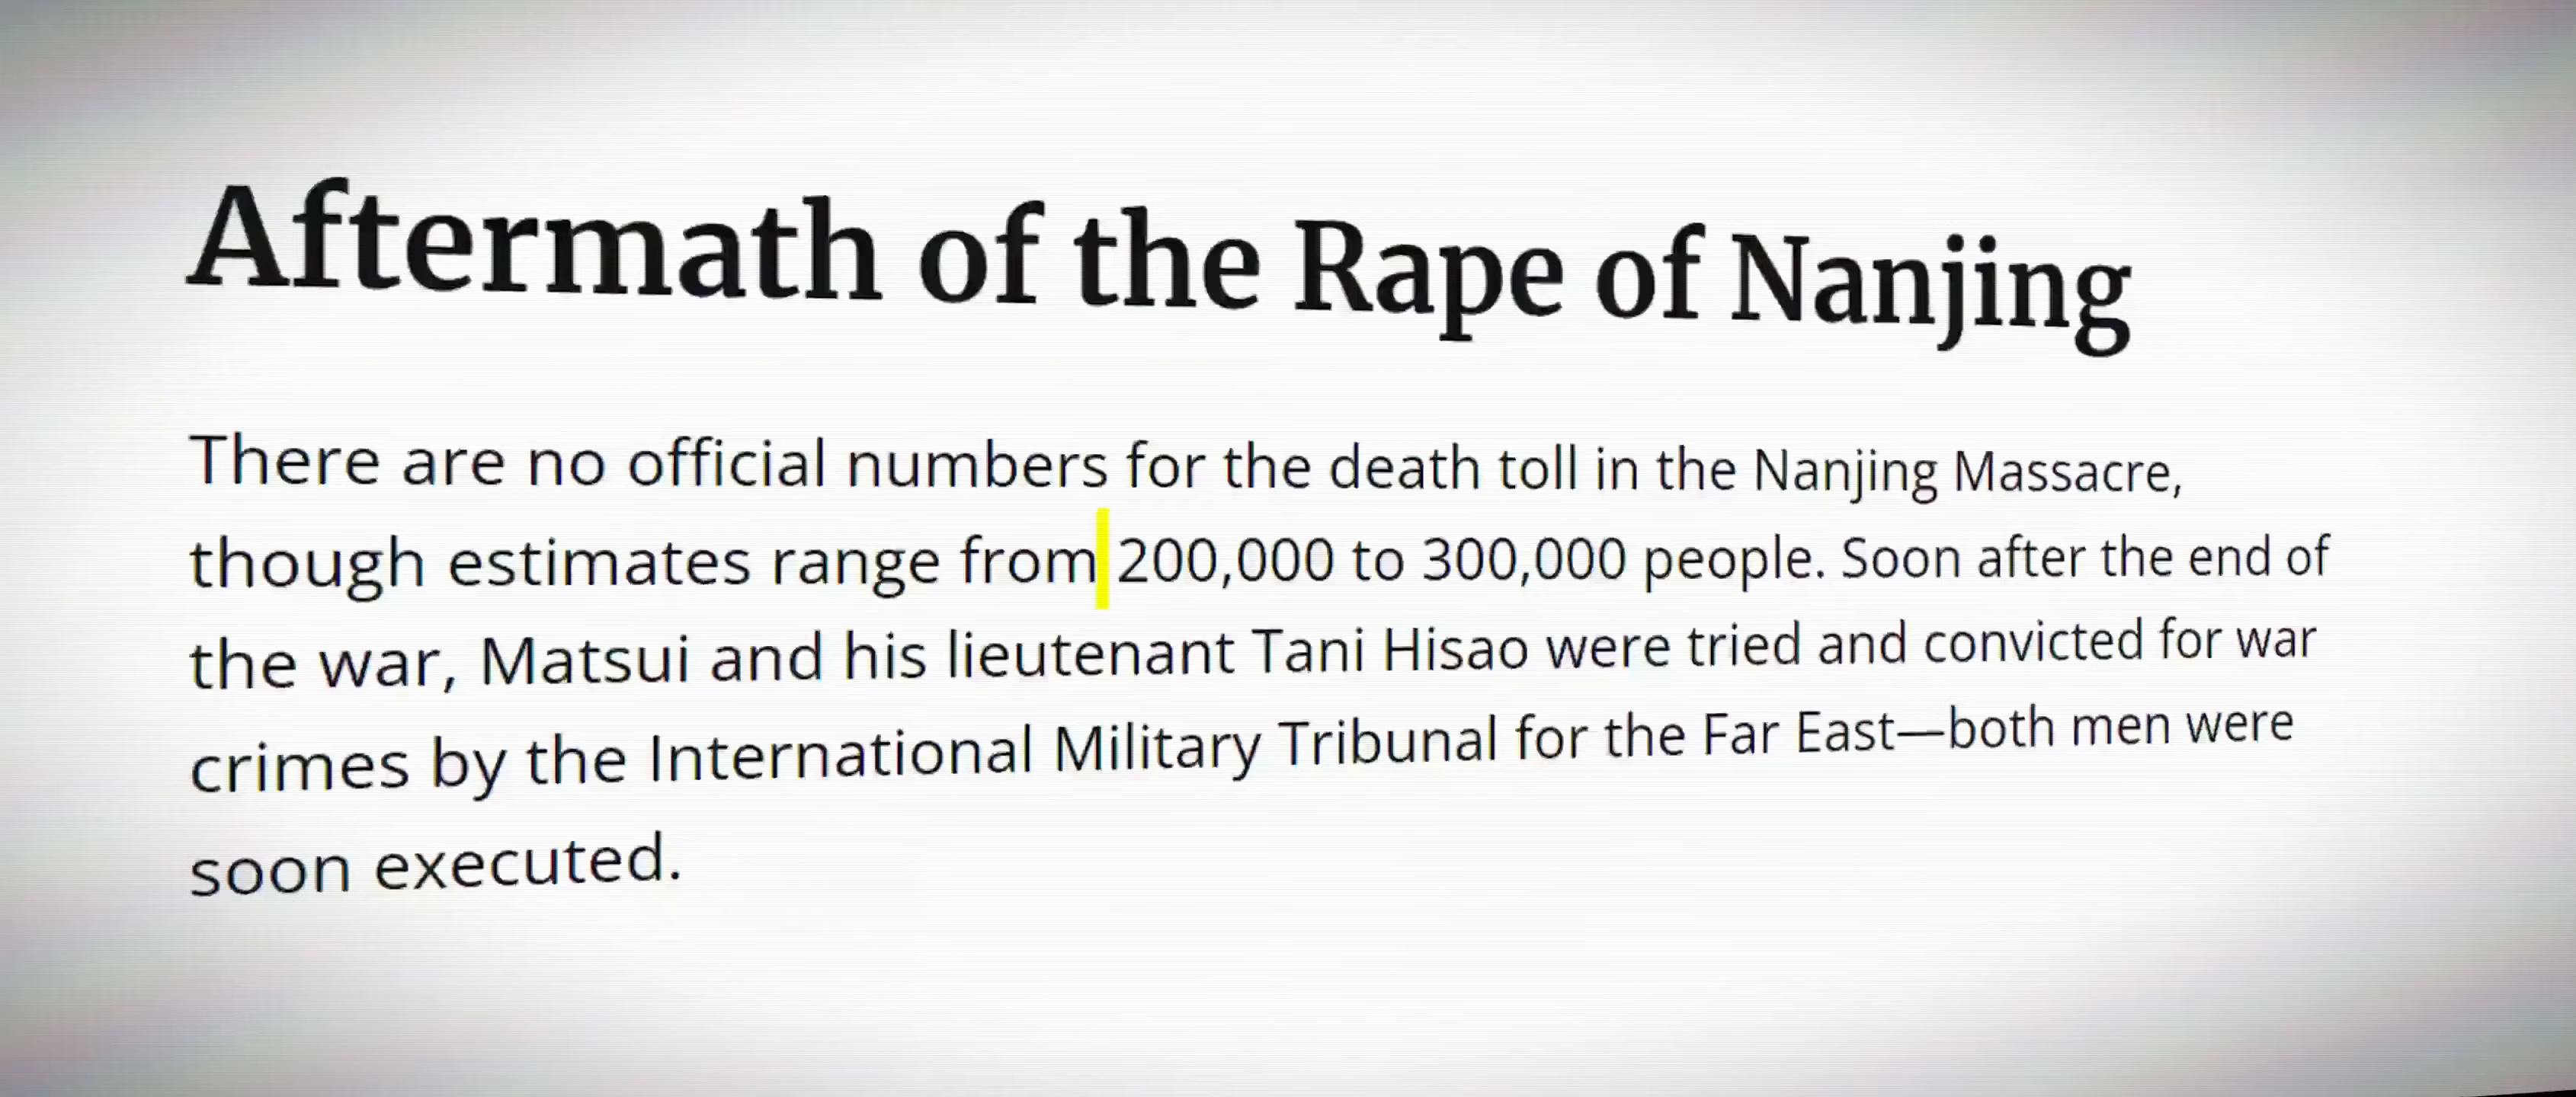 Aftermath of the Rape of Nanjing
There are no official numbers for the death toll in the Nanjing Massacre,
though estimates range from 200,000 to 300,000 people. Soon after the end of
the war, Matsui and his lieutenant Tani Hisao were tried and convicted for war
crimes by the International Military Tribunal for the Far East—both men were
soon executed.